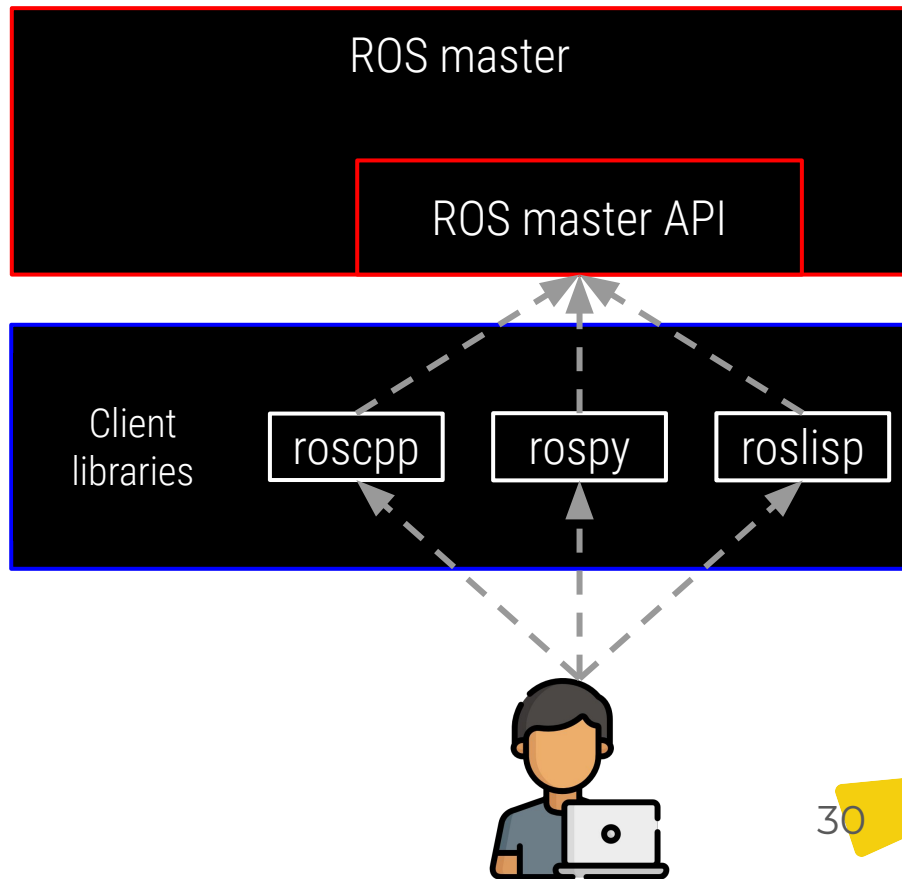 ROS master
ROS master API
Client
libraries
roscpp
rospy
roslisp
30